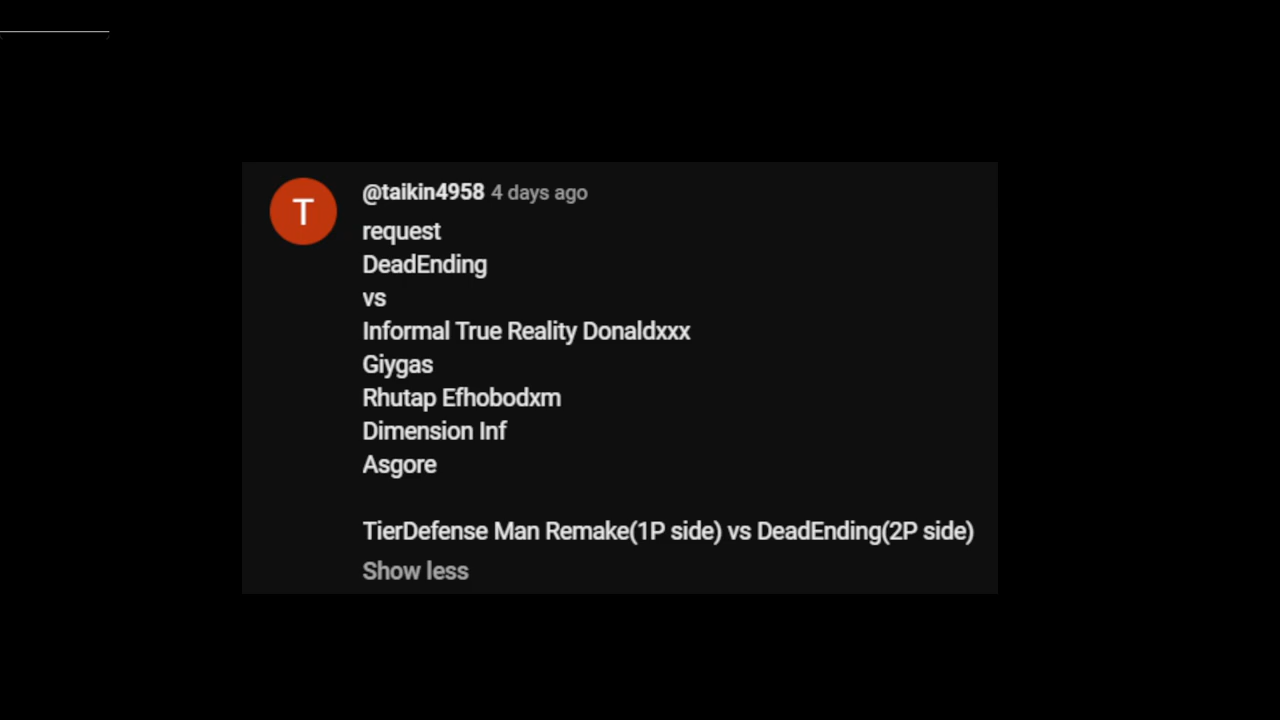 T
@taikin4958 4 days ago
request
DeadEnding
vs
Informal True Reality Donaldxxx
Giygas
Rhutap Efhobodxm
Dimension Inf
Asgore
TierDefense Man Remake(1P side) vs DeadEnding(2P side)
Show less